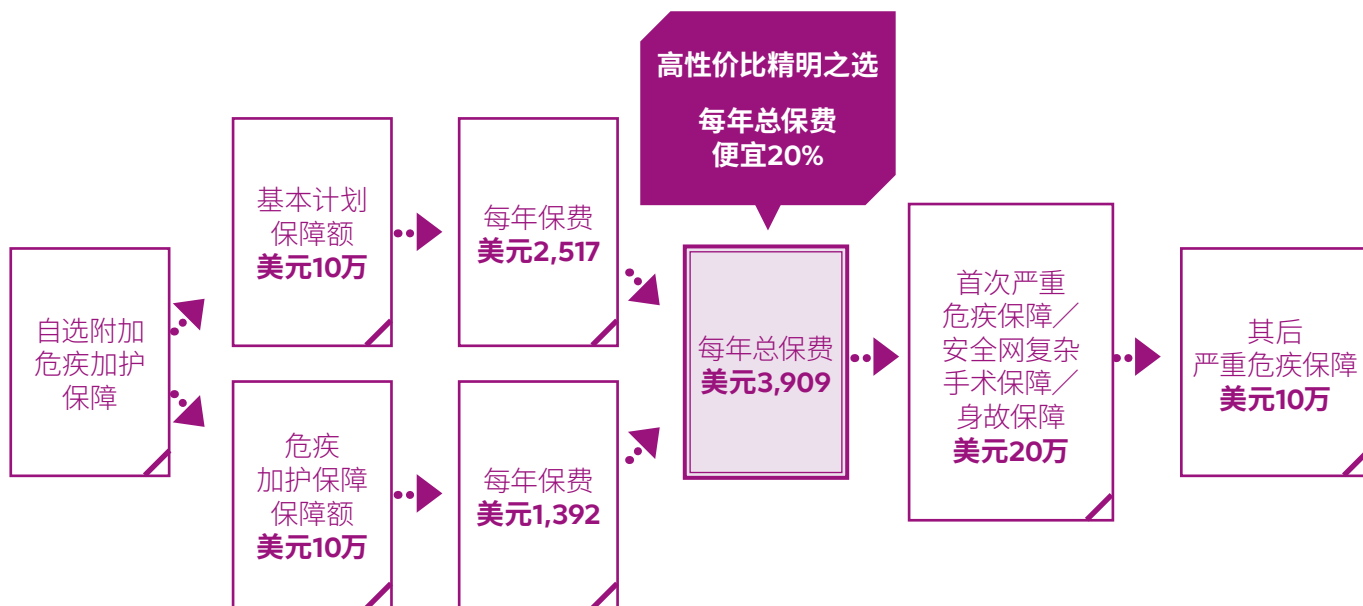 高性价比精明之选
每年总保费
便宜20%
自选附加
危疾加护
保障
基本计划
保障额
美元10万
每年保费
美元2,517
危疾
加护保障
保障额
美元10万
每年保费
美元1,392
每年总保费
美元3,909
首次严重
危疾保障／
安全网复杂
手术保障／
身故保障
美元20万
其后
严重危疾保障
美元10万